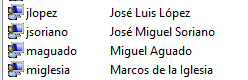 jlopez José Luis López
jsoriano José Miguel Soriano
maguado Miguel Aguado
miglesia Marcos de la Iglesia